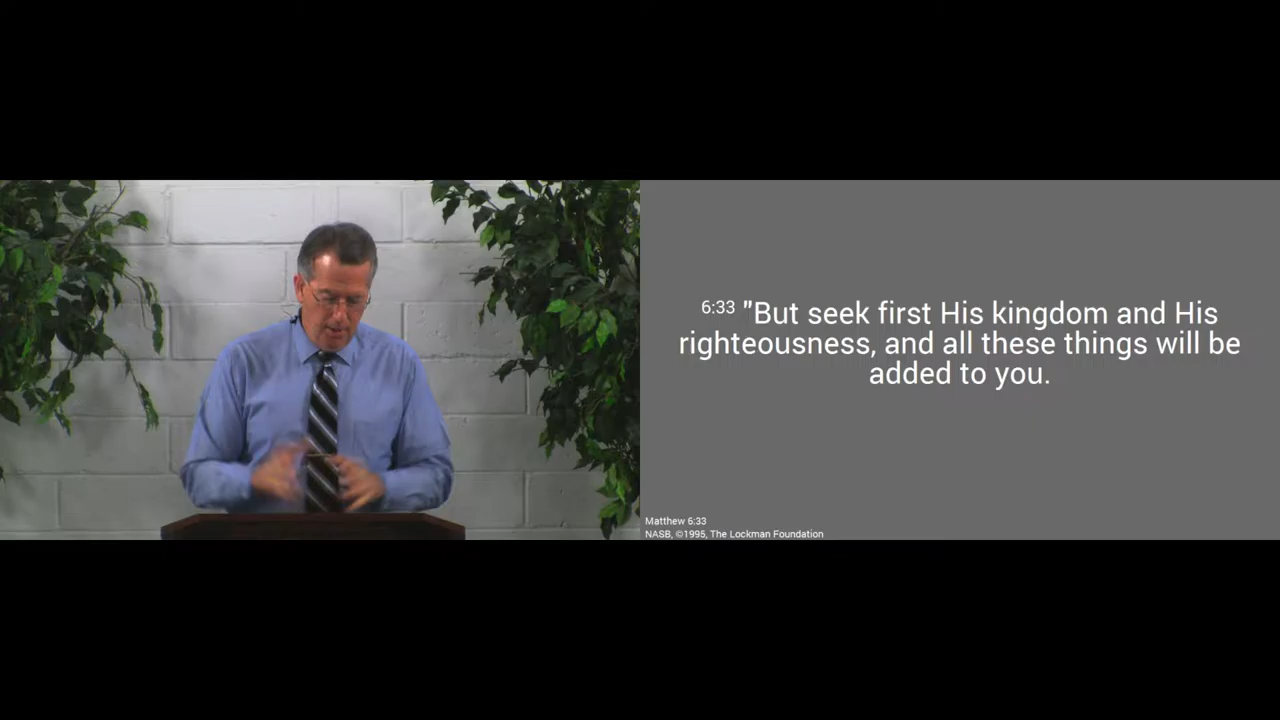 6:33 "But seek first His kingdom and His
righteousness, and all these things will be
added to you.
Matthew 6:33
NASB, ©1995, The Lockman Foundation